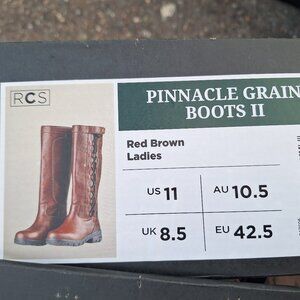 RCS
PINNACLE GRAIN
BOOTS II
Red Brown
Ladies
US 11
AU 10.5
UK 8.5
EU 42.5